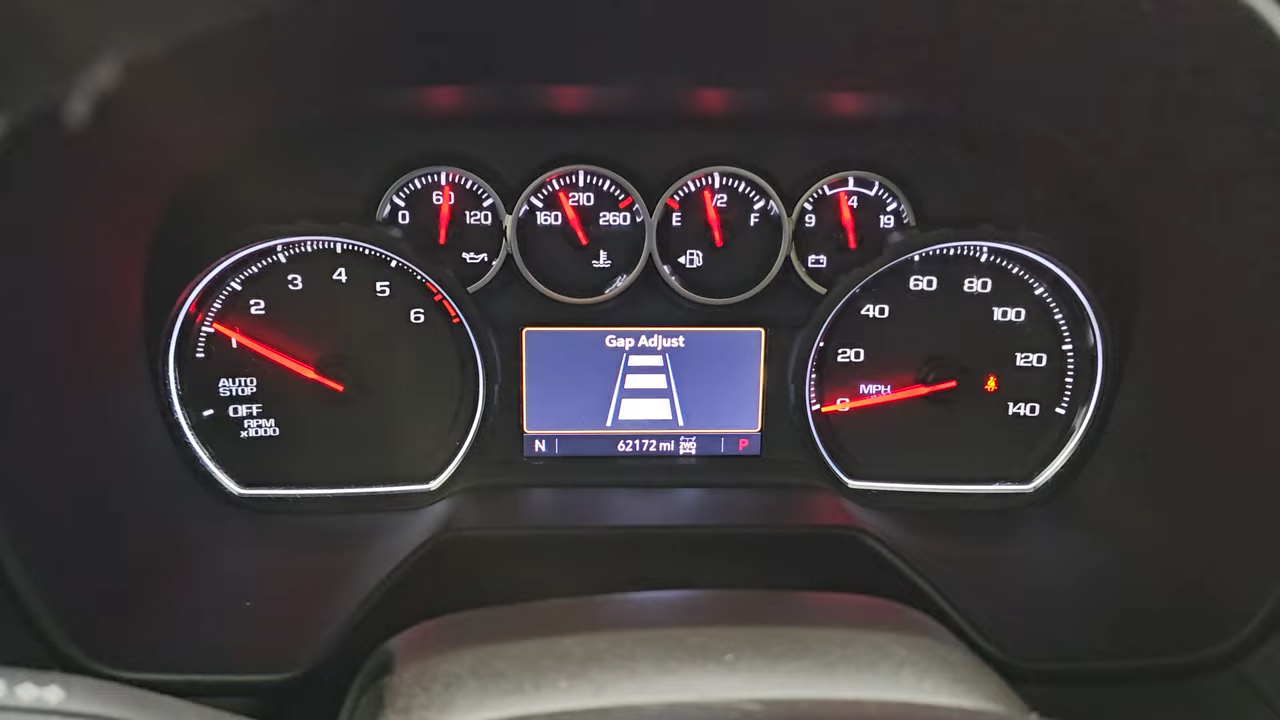 0 60 120
160 210 260
E 1/2 F
9 14 19
1 2 3 4 5 6
AUTO
STOP
OFF
RPM
x1000
Gap Adjust
N 62172 mi 2WD P
0 20 40 60 80 100 120 140
MPH